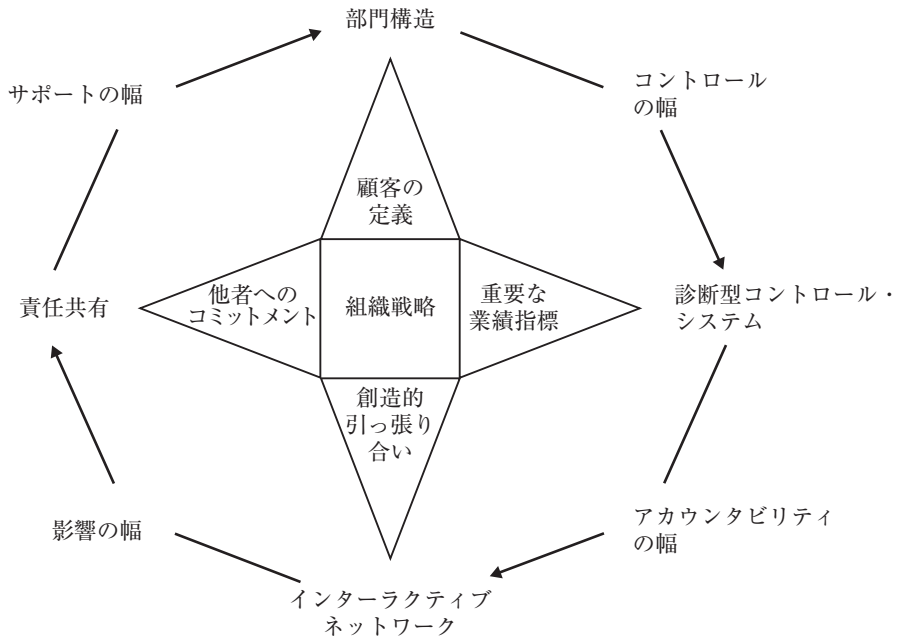 部門構造
サポートの幅
コントロール
の幅
顧客の
定義
責任共有
他者への
コミットメント
組織戦略
重要な
業績指標
診断型コントロール・
システム
創造的
引っ張り
合い
影響の幅
アカウンタビリティ
の幅
インターラクティブ
ネットワーク